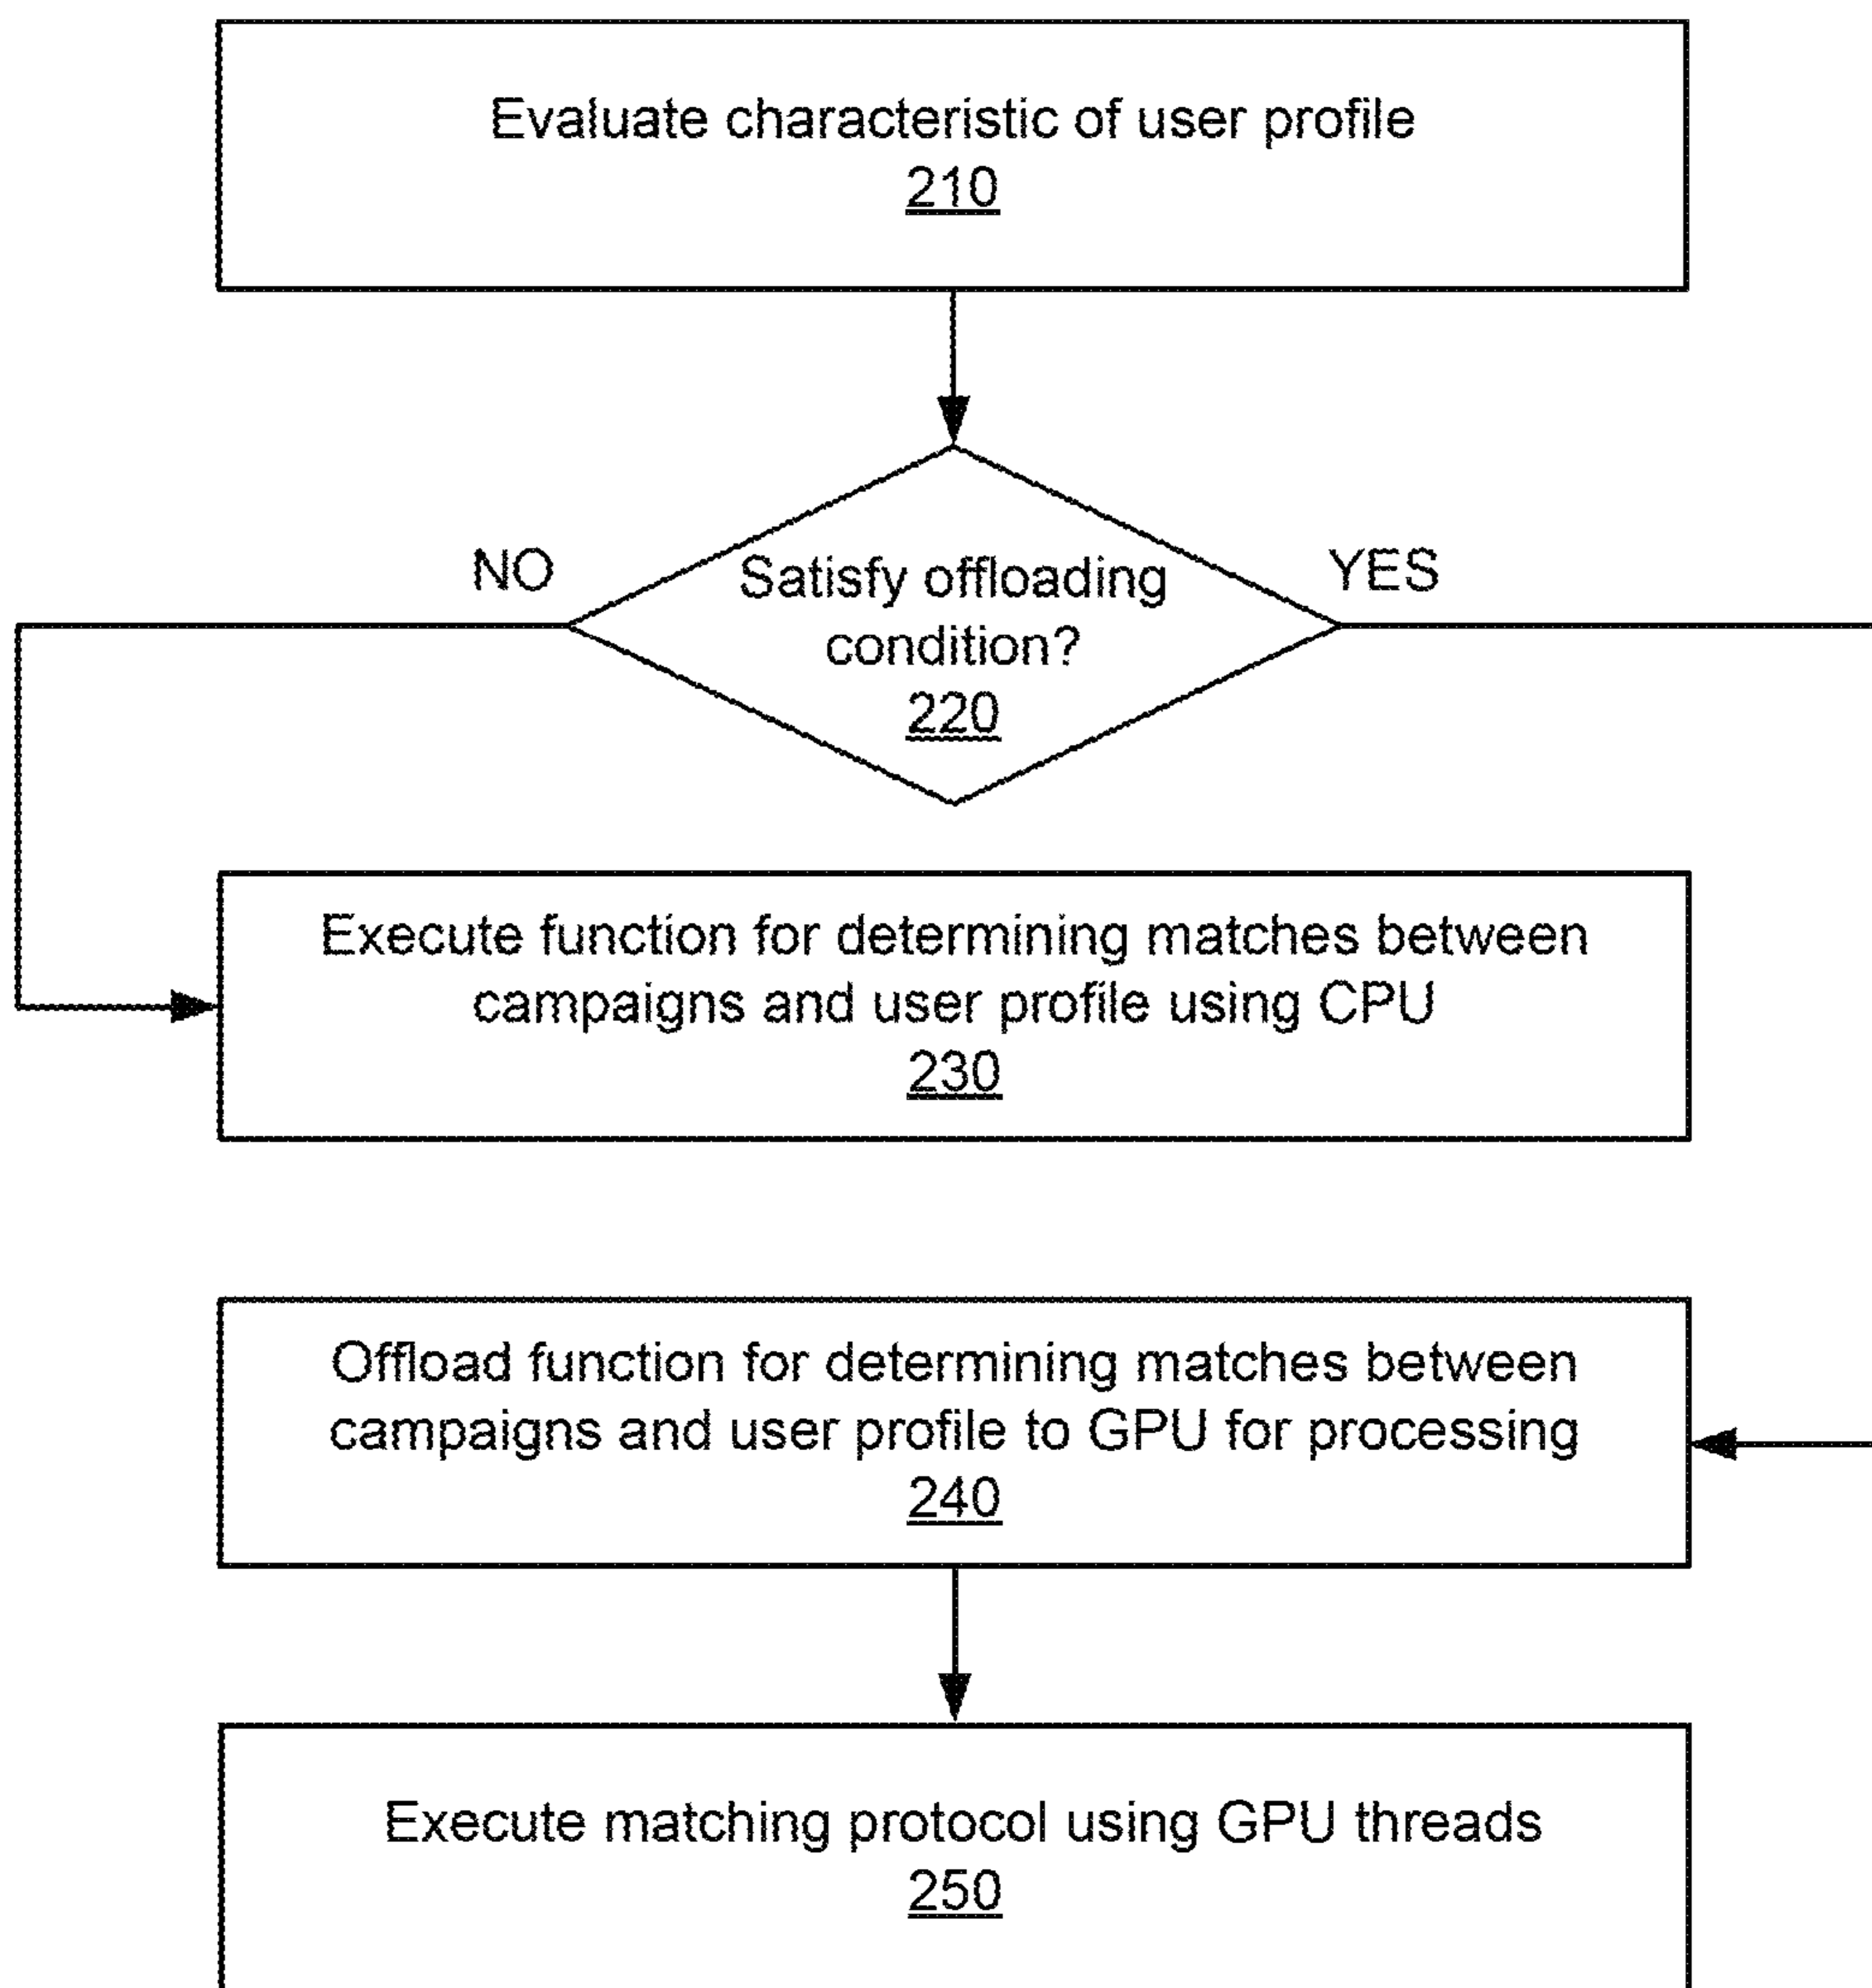 Evaluate characteristic of user profile
210
NO
Satisfy offloading
condition?
220
YES
Execute function for determining matches between
campaigns and user profile using CPU
230
Offload function for determining matches between
campaigns and user profile to GPU for processing
240
Execute matching protocol using GPU threads
250